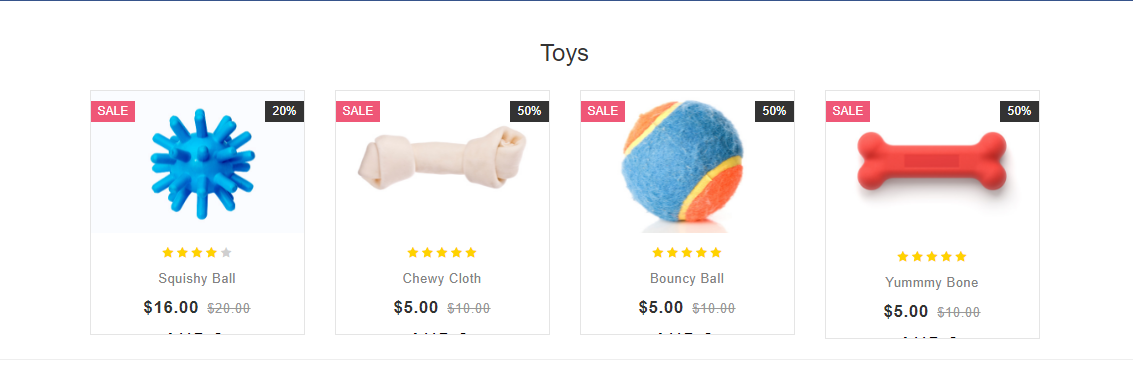 Toys
SALE 20%
SALE 50%
SALE 50%
SALE 50%
Squishy Ball
Chewy Cloth
Bouncy Ball
Yummmy Bone
$16.00 $20.00
$5.00 $10.00
$5.00 $10.00
$5.00 $10.00